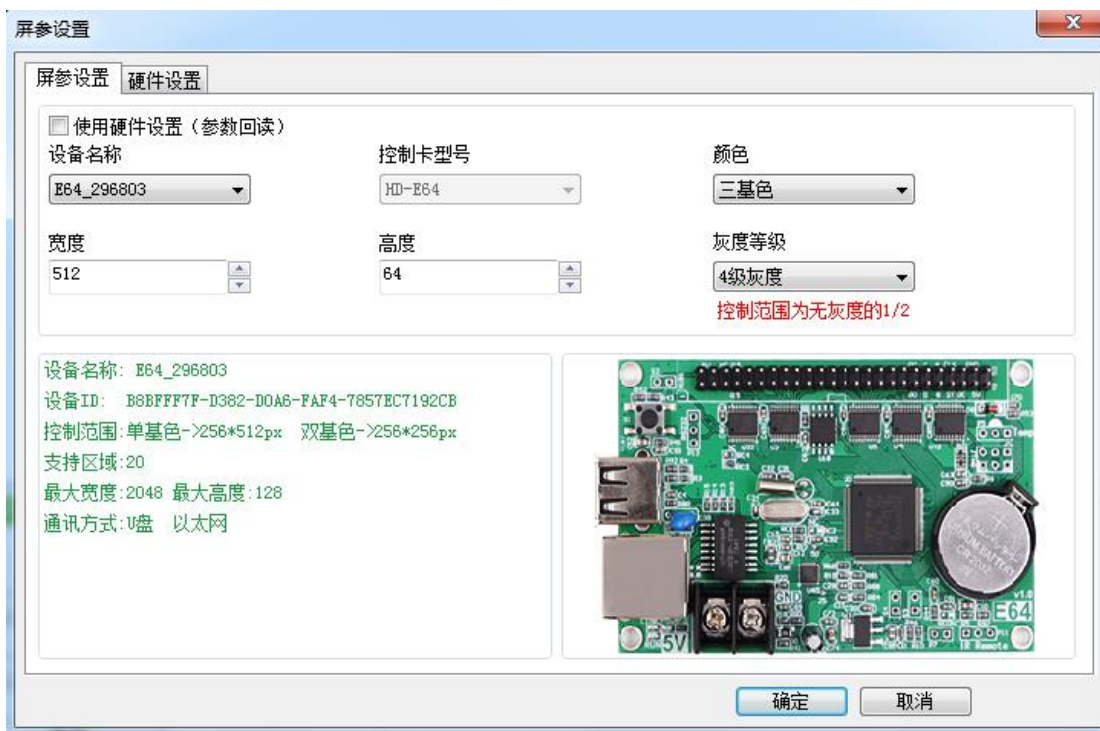 屏参设置
屏参设置 硬件设置
使用硬件设置（参数回读）
设备名称 控制卡型号 颜色
E64_296803 HD-E64 三基色
宽度 高度 灰度等级
512 64 4级灰度
控制范围为无灰度的1/2
设备名称: E64_296803
设备ID: B8BFFF7F-D382-D0A6-FAF4-7857EC7192CB
控制范围:单基色->256*512px 双基色->256*256px
支持区域:20
最大宽度:2048 最大高度:128
通讯方式:U盘 以太网
GND
5V
v1.0
E64
IR Remote
确定 取消